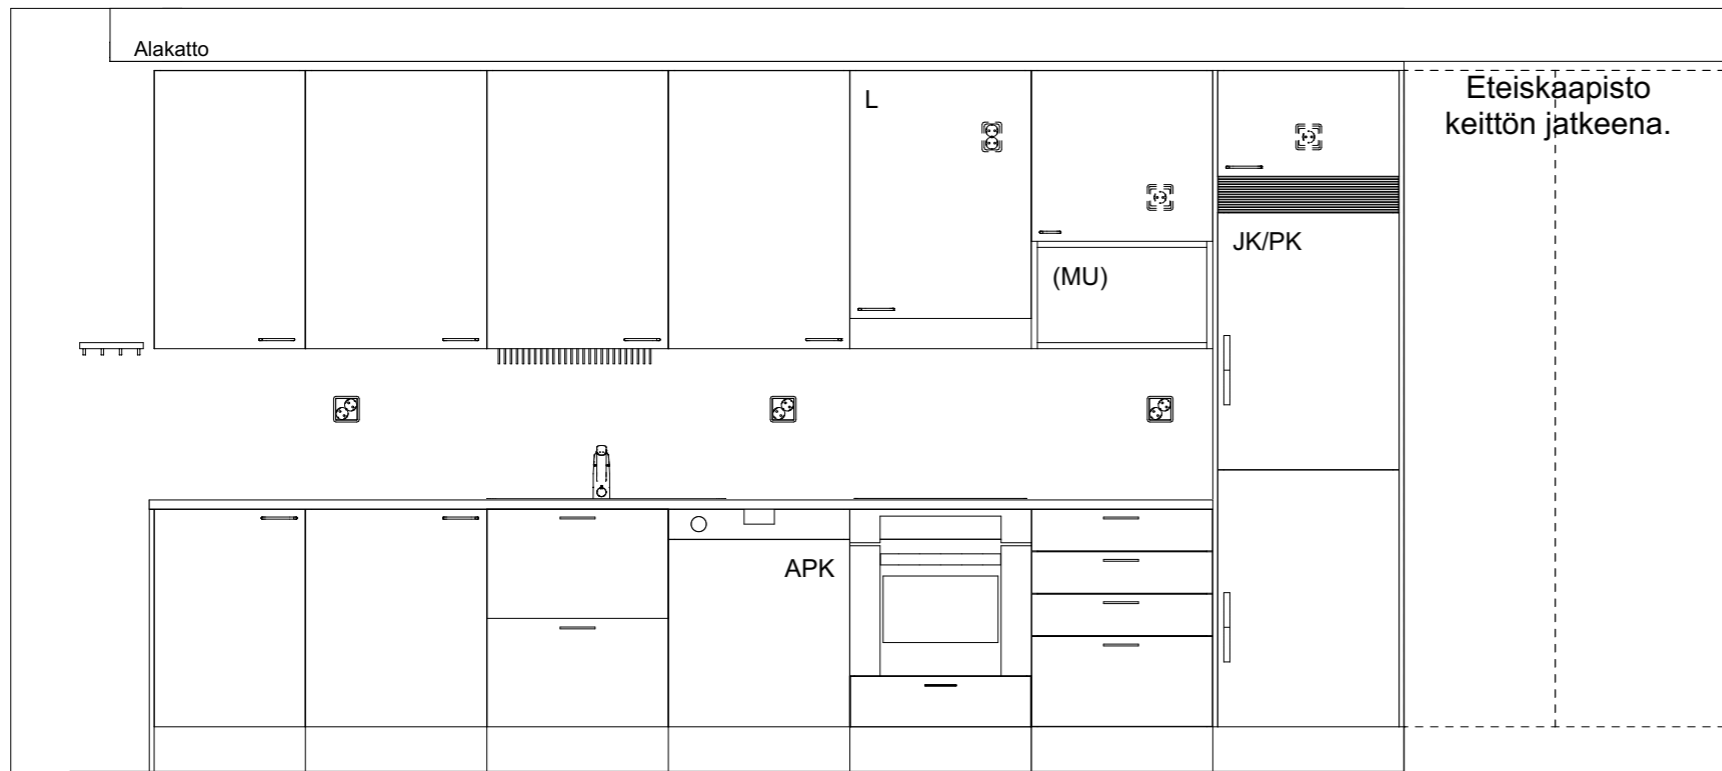 Alakatto
L
Eteiskaapisto
keittön jatkeena.
(MU)
JK/PK
APK